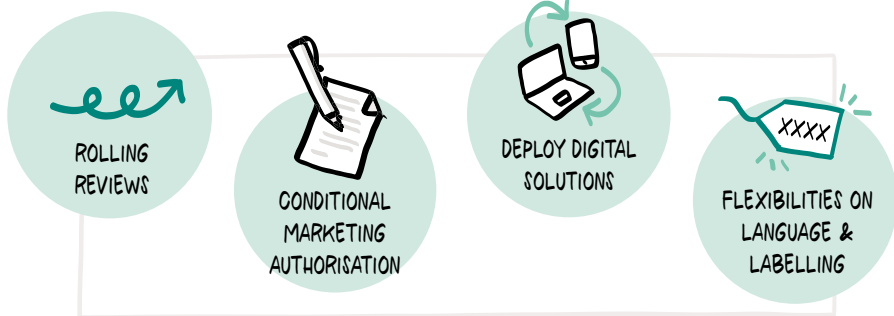 ROLLING
REVIEWS
CONDITIONAL
MARKETING
AUTHORISATION
DEPLOY DIGITAL
SOLUTIONS
XXXX
FLEXIBILITIES ON
LANGUAGE &
LABELLING